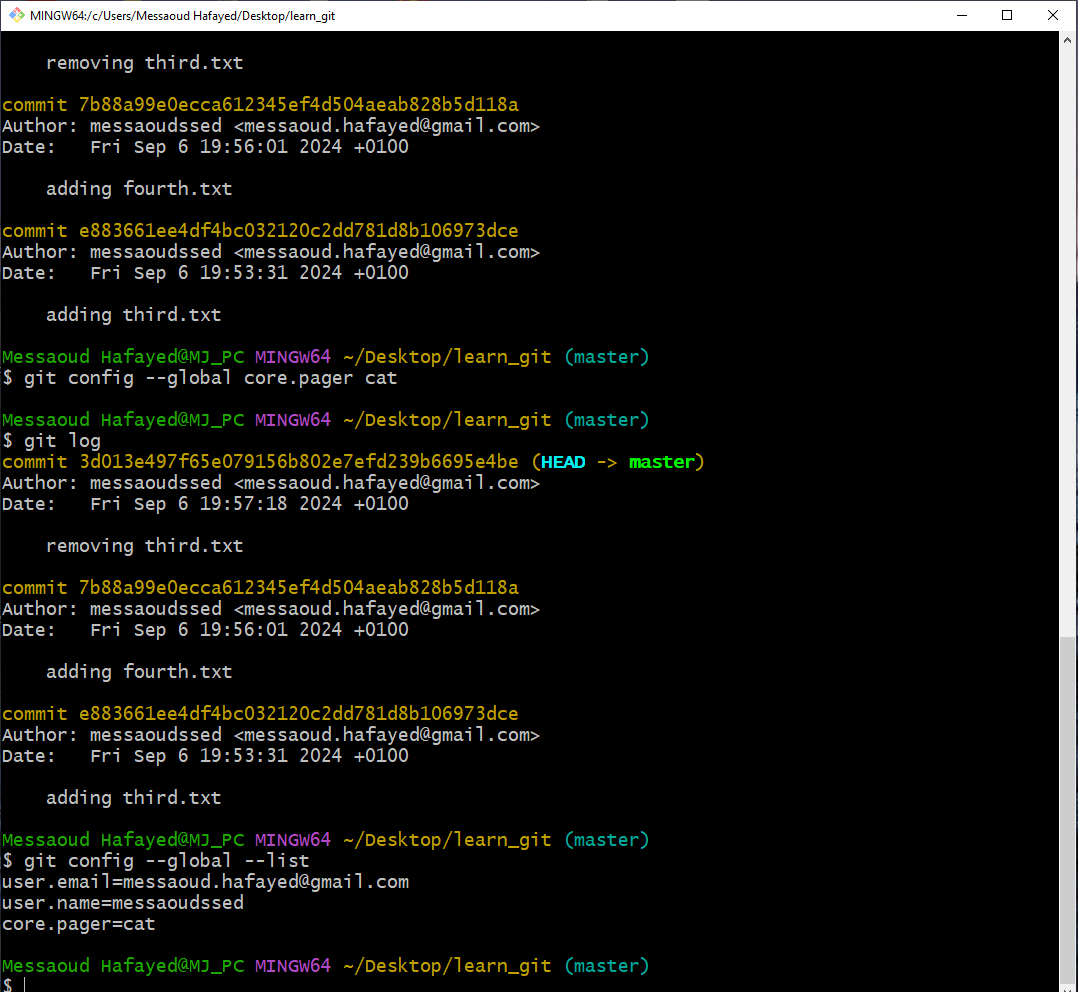 MINGW64:/c/Users/Messaoud Hafayed/Desktop/learn_git
    removing third.txt
commit 7b88a99e0ecca612345ef4d504aeab828b5d118a
Author: messaoudssed <messaoud.hafayed@gmail.com>
Date:   Fri Sep 6 19:56:01 2024 +0100
    adding fourth.txt
commit e883661ee4df4bc032120c2dd781d8b106973dce
Author: messaoudssed <messaoud.hafayed@gmail.com>
Date:   Fri Sep 6 19:53:31 2024 +0100
    adding third.txt
Messaoud Hafayed@MJ_PC MINGW64 ~/Desktop/learn_git (master)
$ git config --global core.pager cat
Messaoud Hafayed@MJ_PC MINGW64 ~/Desktop/learn_git (master)
$ git log
commit 3d013e497f65e079156b802e7efd239b6695e4be (HEAD -> master)
Author: messaoudssed <messaoud.hafayed@gmail.com>
Date:   Fri Sep 6 19:57:18 2024 +0100
    removing third.txt
commit 7b88a99e0ecca612345ef4d504aeab828b5d118a
Author: messaoudssed <messaoud.hafayed@gmail.com>
Date:   Fri Sep 6 19:56:01 2024 +0100
    adding fourth.txt
commit e883661ee4df4bc032120c2dd781d8b106973dce
Author: messaoudssed <messaoud.hafayed@gmail.com>
Date:   Fri Sep 6 19:53:31 2024 +0100
    adding third.txt
Messaoud Hafayed@MJ_PC MINGW64 ~/Desktop/learn_git (master)
$ git config --global --list
user.email=messaoud.hafayed@gmail.com
user.name=messaoudssed
core.pager=cat
Messaoud Hafayed@MJ_PC MINGW64 ~/Desktop/learn_git (master)
$